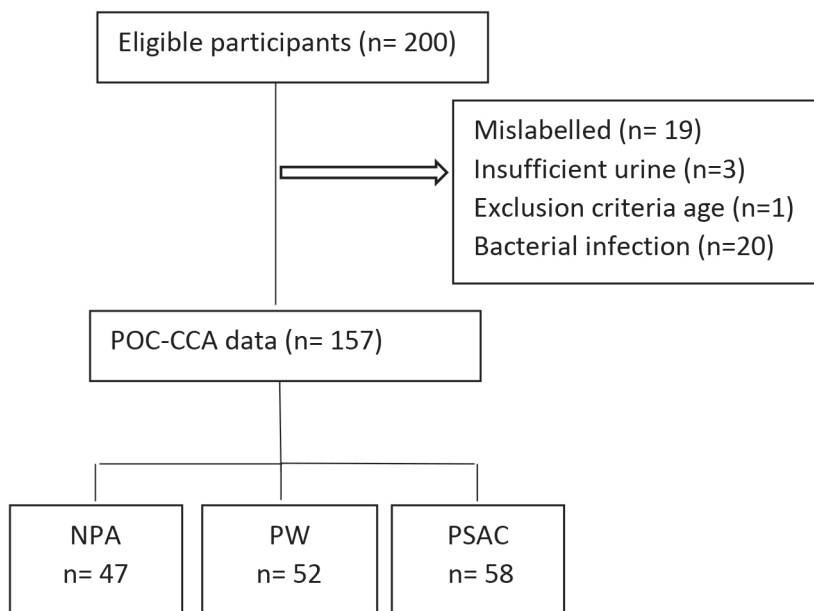 Eligible participants (n= 200)
Mislabelled (n= 19)
Insufficient urine (n=3)
Exclusion criteria age (n=1)
Bacterial infection (n=20)
POC-CCA data (n= 157)
NPA
n= 47
PW
n= 52
PSAC
n= 58